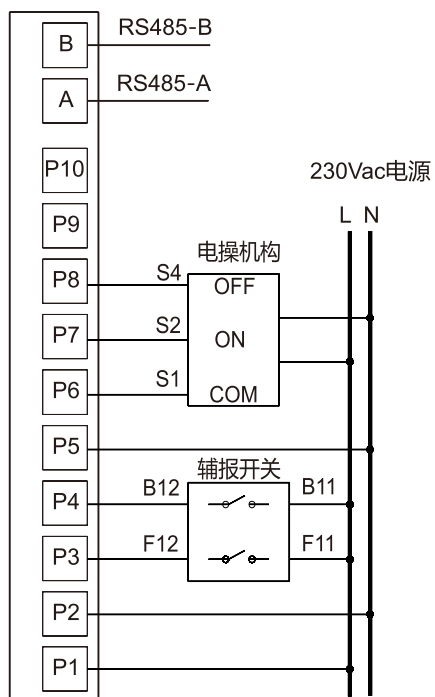 B RS485-B
A RS485-A
P10
230Vac电源
P9
L N
电操机构
P8 S4 OFF
P7 S2 ON
P6 S1 COM
P5
辅报开关
P4 B12 B11
P3 F12 F11
P2
P1